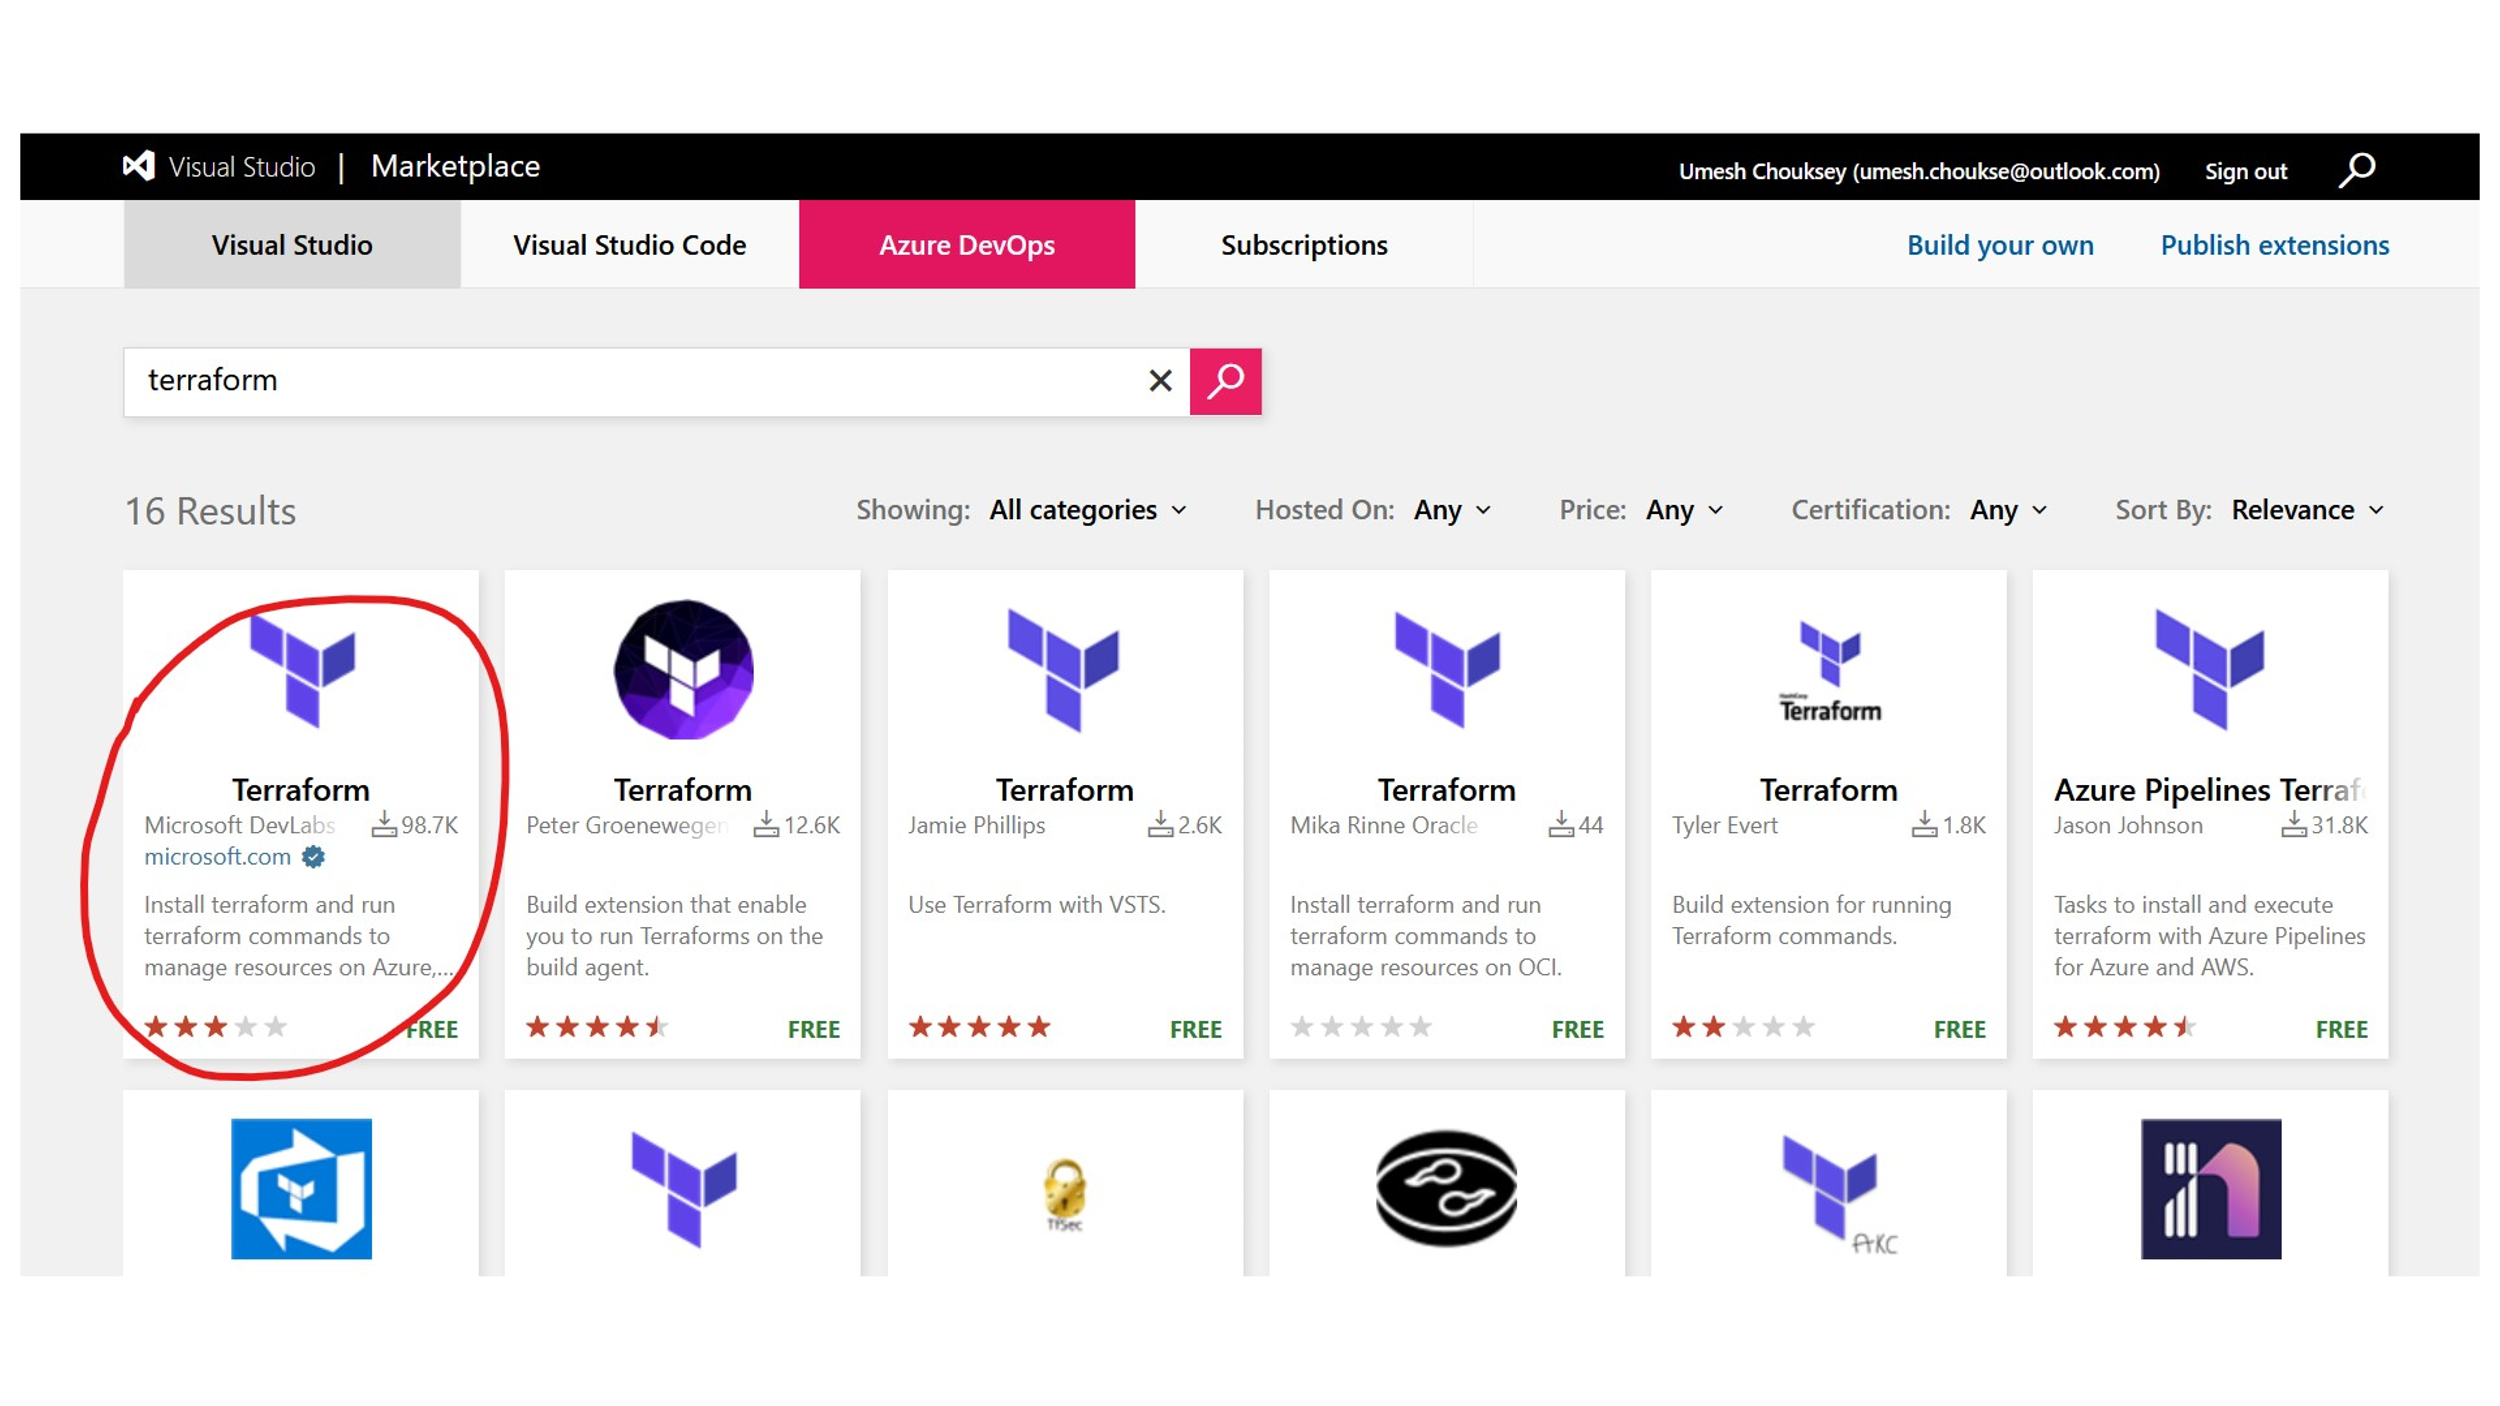 Visual Studio | Marketplace
Umesh Chouksey (umesh.choukse@outlook.com) Sign out
Visual Studio Visual Studio Code Azure DevOps Subscriptions Build your own Publish extensions
terraform
16 Results Showing: All categories Hosted On: Any Price: Any Certification: Any Sort By: Relevance
Terraform
Microsoft DevLabs 98.7K
microsoft.com
Install terraform and run
terraform commands to
manage resources on Azure,...
FREE
Terraform
Peter Groenewegen 12.6K
Build extension that enable
you to run Terraforms on the
build agent.
FREE
Terraform
Jamie Phillips 2.6K
Use Terraform with VSTS.
FREE
Terraform
Mika Rinne Oracle 44
Install terraform and run
terraform commands to
manage resources on OCI.
FREE
HashiCorp
Terraform
Terraform
Tyler Evert 1.8K
Build extension for running
Terraform commands.
FREE
Azure Pipelines Terraf
Jason Johnson 31.8K
Tasks to install and execute
terraform with Azure Pipelines
for Azure and AWS.
FREE
TfSec
AKC